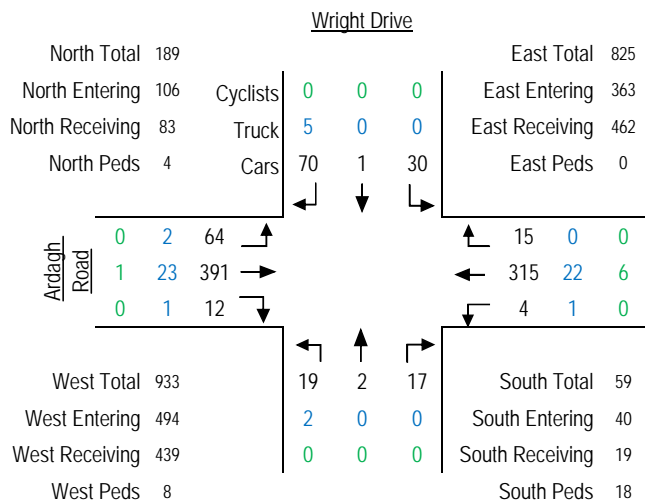 Wright Drive
North Total 189
East Total 825
North Entering 106
Cyclists 0 0 0
East Entering 363
North Receiving 83
Truck 5 0 0
East Receiving 462
North Peds 4
Cars 70 1 30
East Peds 0
Ardagh
Road
0 2 64
15 0 0
1 23 391
315 22 6
0 1 12
4 1 0
West Total 933
19 2 17
South Total 59
West Entering 494
2 0 0
South Entering 40
West Receiving 439
0 0 0
South Receiving 19
West Peds 8
South Peds 18